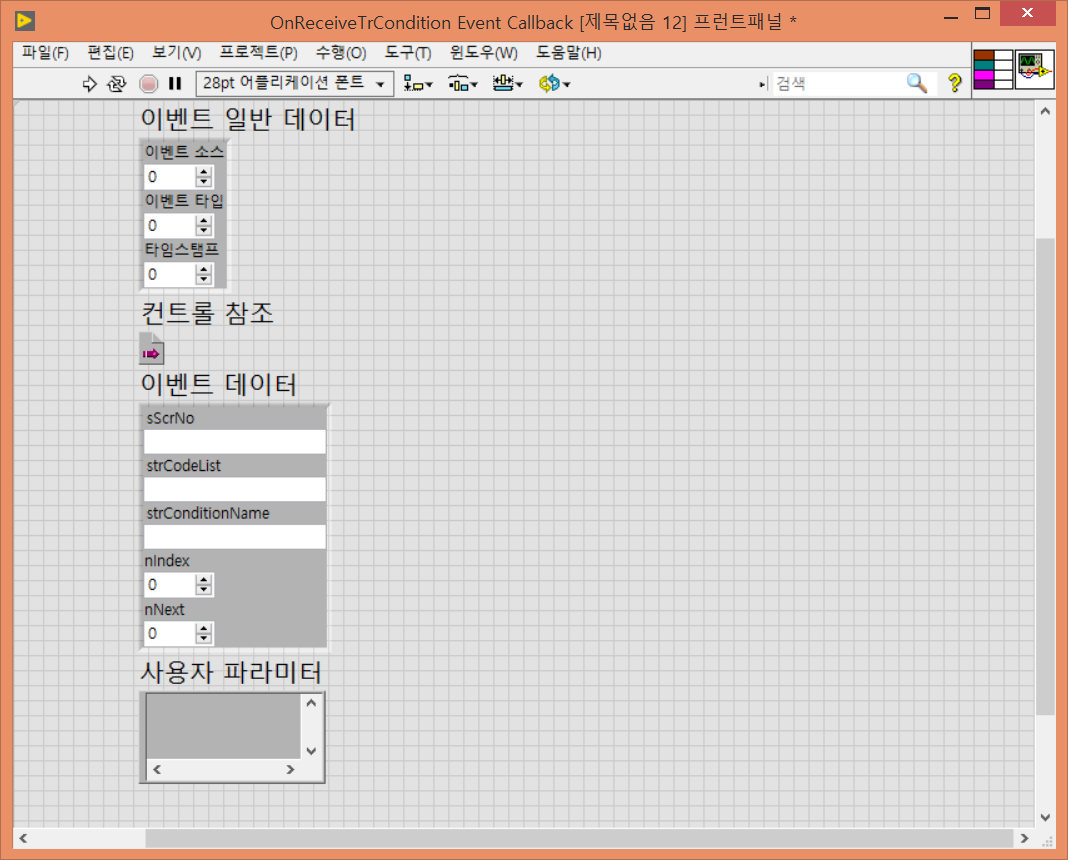 OnReceiveTrCondition Event Callback [제목없음 12] 프런트패널 *
파일(F) 편집(E) 보기(V) 프로젝트(P) 수행(O) 도구(T) 윈도우(W) 도움말(H)
28pt 어플리케이션 폰트 검색
이벤트 일반 데이터
이벤트 소스
0
이벤트 타입
0
타임스탬프
0
컨트롤 참조
이벤트 데이터
sScrNo
strCodeList
strConditionName
nIndex
0
nNext
0
사용자 파라미터